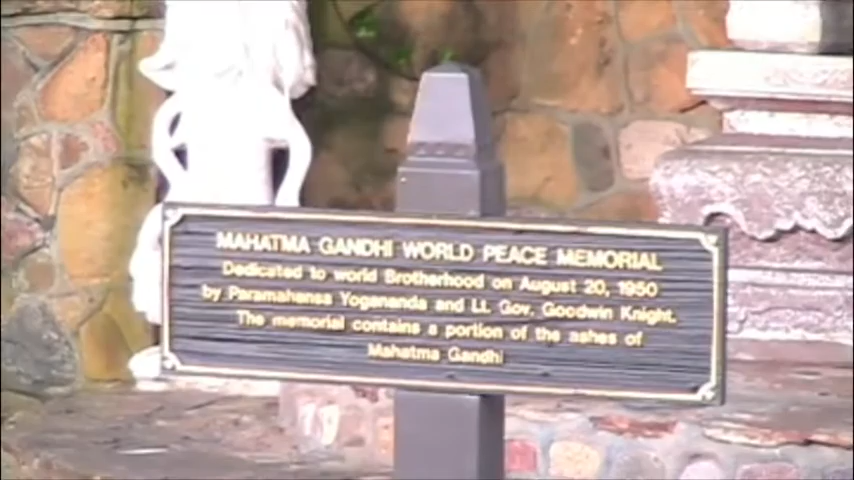 MAHATMA GANDHI WORLD PEACE MEMORIAL
Dedicated to world Brotherhood on August 20, 1950
by Paramahansa Yogananda and Lt. Gov. Goodwin Knight.
The memorial contains a portion of the ashes of
Mahatma Gandhi